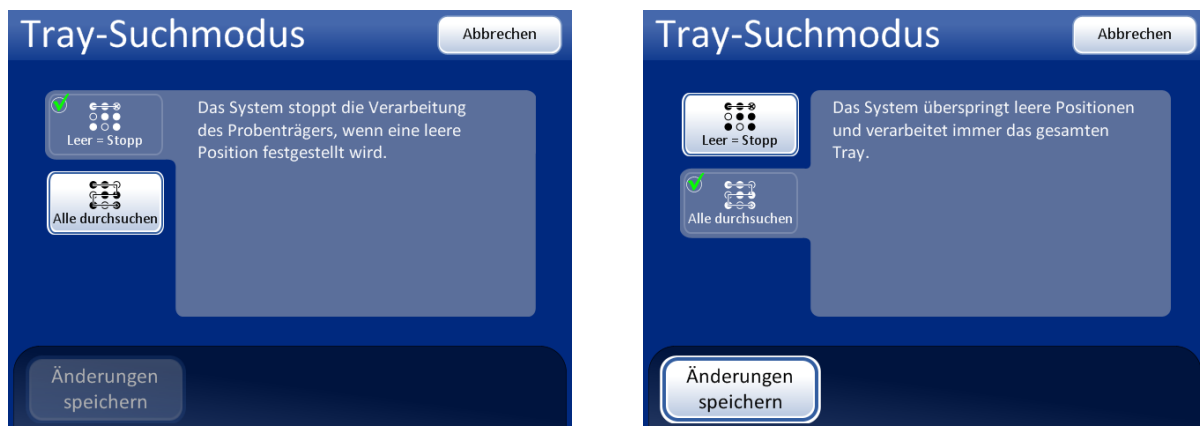 Tray-Suchmodus
Abbrechen
Leer = Stopp
Das System stoppt die Verarbeitung
des Probenträgers, wenn eine leere
Position festgestellt wird.
Alle durchsuchen
Änderungen
speichern
Tray-Suchmodus
Abbrechen
Leer = Stopp
Das System überspringt leere Positionen
und verarbeitet immer das gesamten
Tray.
Alle durchsuchen
Änderungen
speichern